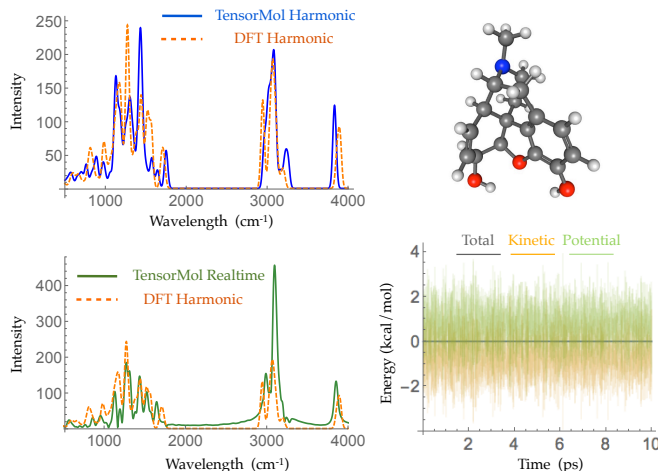 TensorMol Harmonic
DFT Harmonic
Intensity
250
200
150
100
50
1000
2000
3000
4000
Wavelength (cm⁻¹)
TensorMol Realtime
DFT Harmonic
Intensity
400
300
200
100
1000
2000
3000
4000
Wavelength (cm⁻¹)
Total Kinetic Potential
Energy (kcal/mol)
4
2
0
−2
2
4
6
8
10
Time (ps)